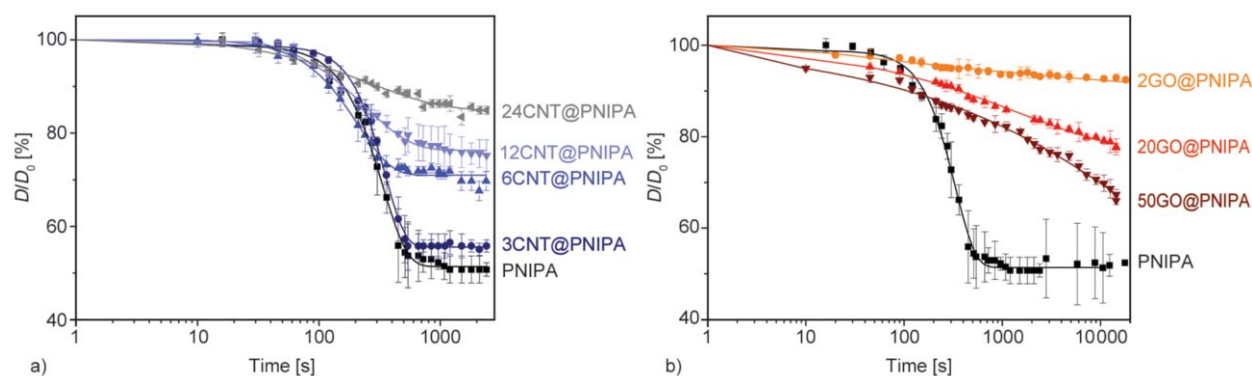 100
80
60
40
D/D0 [%]
24CNT@PNIPA
12CNT@PNIPA
6CNT@PNIPA
3CNT@PNIPA
PNIPA
1 10 100 1000
a) Time [s]
100
80
60
40
D/D0 [%]
2GO@PNIPA
20GO@PNIPA
50GO@PNIPA
PNIPA
1 10 100 1000 10000
b) Time [s]